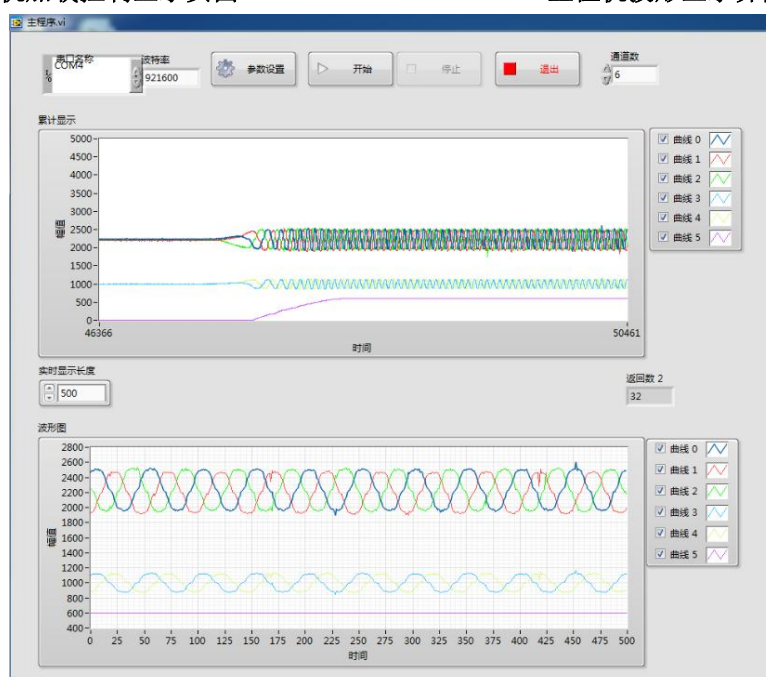 主程序.vi
串口名称
COM4
波特率
921600
参数设置
开始
停止
退出
通道数
6
累计显示
5000
4500
4000
3500
3000
2500
2000
1500
1000
500
0
幅值
46366
50461
时间
曲线 0
曲线 1
曲线 2
曲线 3
曲线 4
曲线 5
实时显示长度
500
返回数 2
32
波形图
2800
2600
2400
2200
2000
1800
1600
1400
1200
1000
800
600
400
幅值
0 25 50 75 100 125 150 175 200 225 250 275 300 325 350 375 400 425 450 475 500
时间
曲线 0
曲线 1
曲线 2
曲线 3
曲线 4
曲线 5